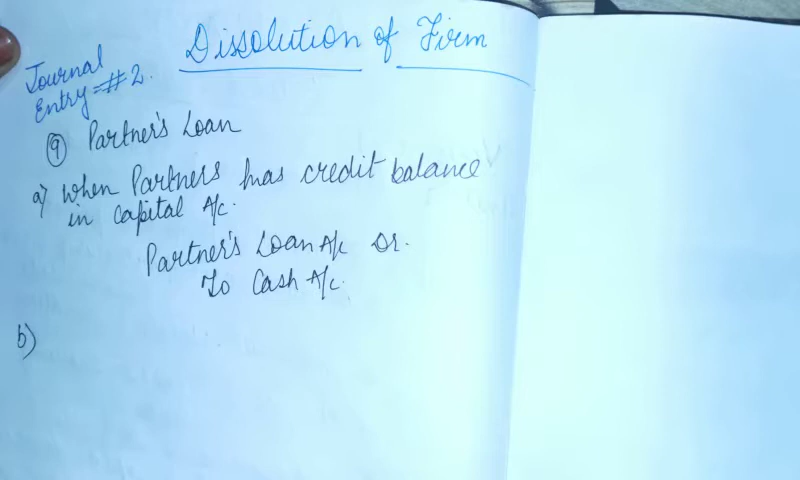 Dissolution of Firm
Journal
Entry # 2.
9 Partner's Loan
a) When Partners has credit balance
in capital A/c.
Partner's Loan A/c Dr.
To Cash A/c.
b)